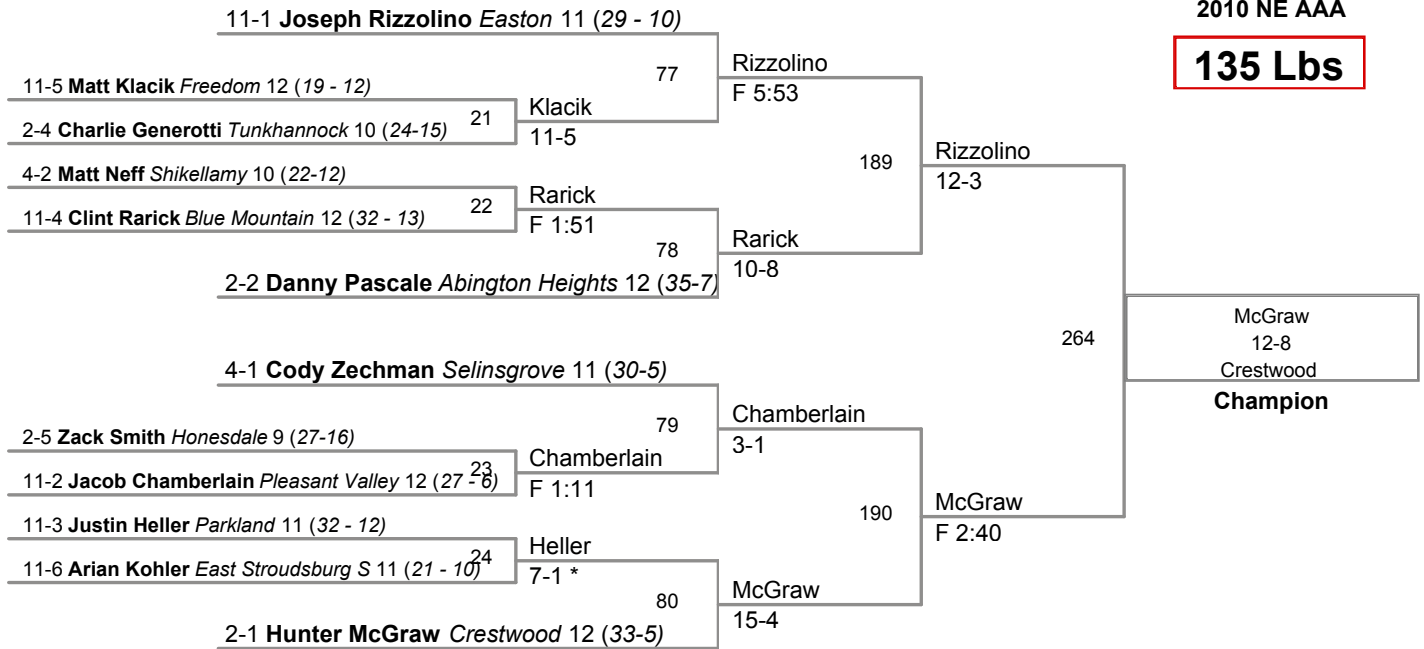 2010 NE AAA
135 Lbs
11-1 Joseph Rizzolino Easton 11 (29 - 10)
77
Rizzolino
F 5:53
11-5 Matt Klacik Freedom 12 (19 - 12)
21
Klacik
11-5
2-4 Charlie Generotti Tunkhannock 10 (24-15)
189
Rizzolino
12-3
4-2 Matt Neff Shikellamy 10 (22-12)
22
Rarick
F 1:51
11-4 Clint Rarick Blue Mountain 12 (32 - 13)
78
Rarick
10-8
2-2 Danny Pascale Abington Heights 12 (35-7)
264
McGraw
12-8
Crestwood
Champion
4-1 Cody Zechman Selinsgrove 11 (30-5)
79
Chamberlain
3-1
2-5 Zack Smith Honesdale 9 (27-16)
23
Chamberlain
F 1:11
11-2 Jacob Chamberlain Pleasant Valley 12 (27 - 6)
190
McGraw
F 2:40
11-3 Justin Heller Parkland 11 (32 - 12)
24
Heller
7-1 *
11-6 Arian Kohler East Stroudsburg S 11 (21 - 10)
80
McGraw
15-4
2-1 Hunter McGraw Crestwood 12 (33-5)